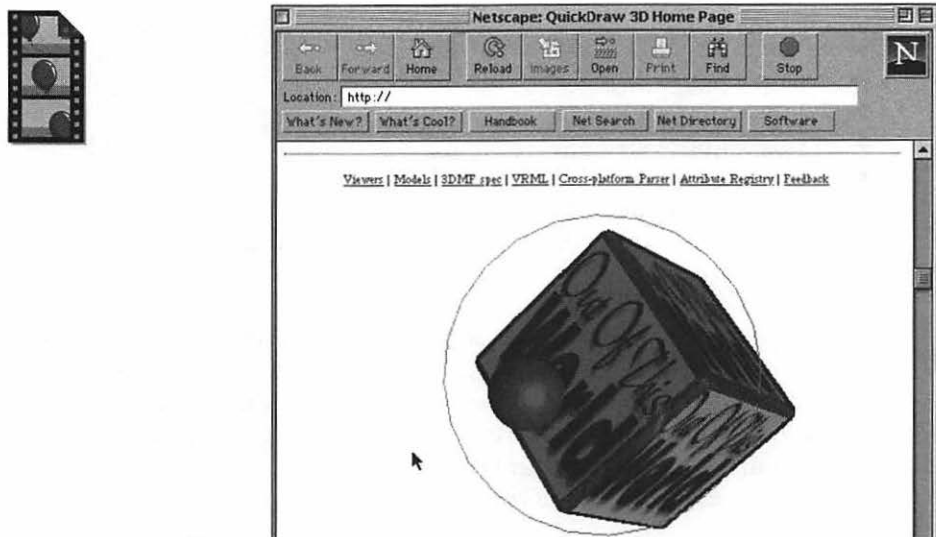 Netscape: QuickDraw 3D Home Page
Back Forward Home Reload Images Open Print Find Stop N
Location: http://
What's New? What's Cool? Handbook Net Search Net Directory Software
Viewers | Models | 3DMF spec | VRML | Cross-platform Parser | Attribute Registry | Feedback
Out Of